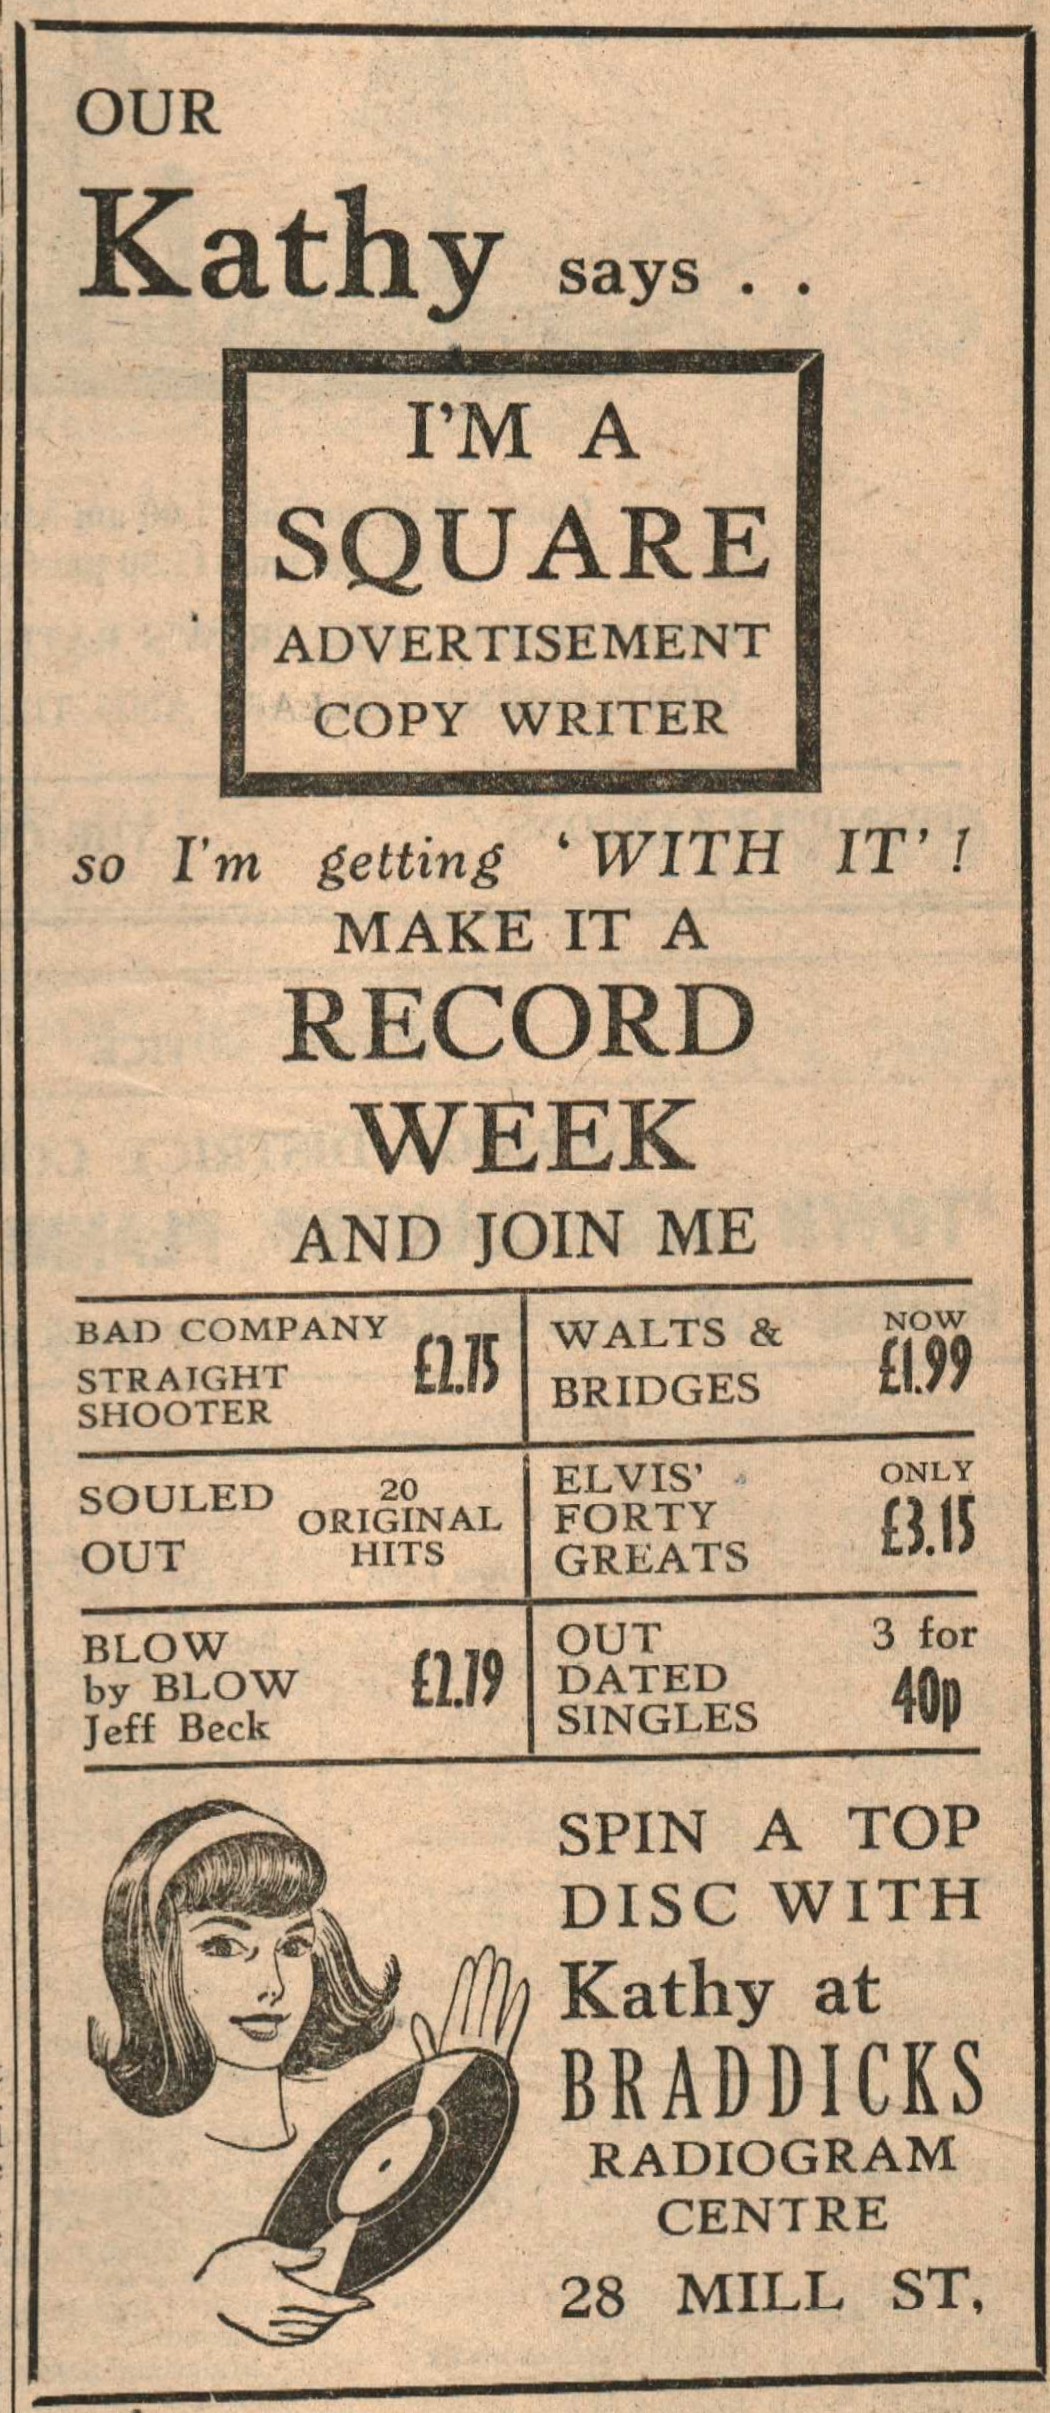 OUR
Kathy says . .
I'M A
SQUARE
ADVERTISEMENT
COPY WRITER
so I'm getting 'WITH IT'!
MAKE IT A
RECORD
WEEK
AND JOIN ME
BAD COMPANY
STRAIGHT
SHOOTER
£2.75
WALTS &
BRIDGES
NOW
£1.99
SOULED
OUT
20
ORIGINAL
HITS
ELVIS'
FORTY
GREATS
ONLY
£3.15
BLOW
by BLOW
Jeff Beck
£2.79
OUT
DATED
SINGLES
3 for
40p
SPIN A TOP
DISC WITH
Kathy at
BRADDICKS
RADIOGRAM
CENTRE
28 MILL ST,